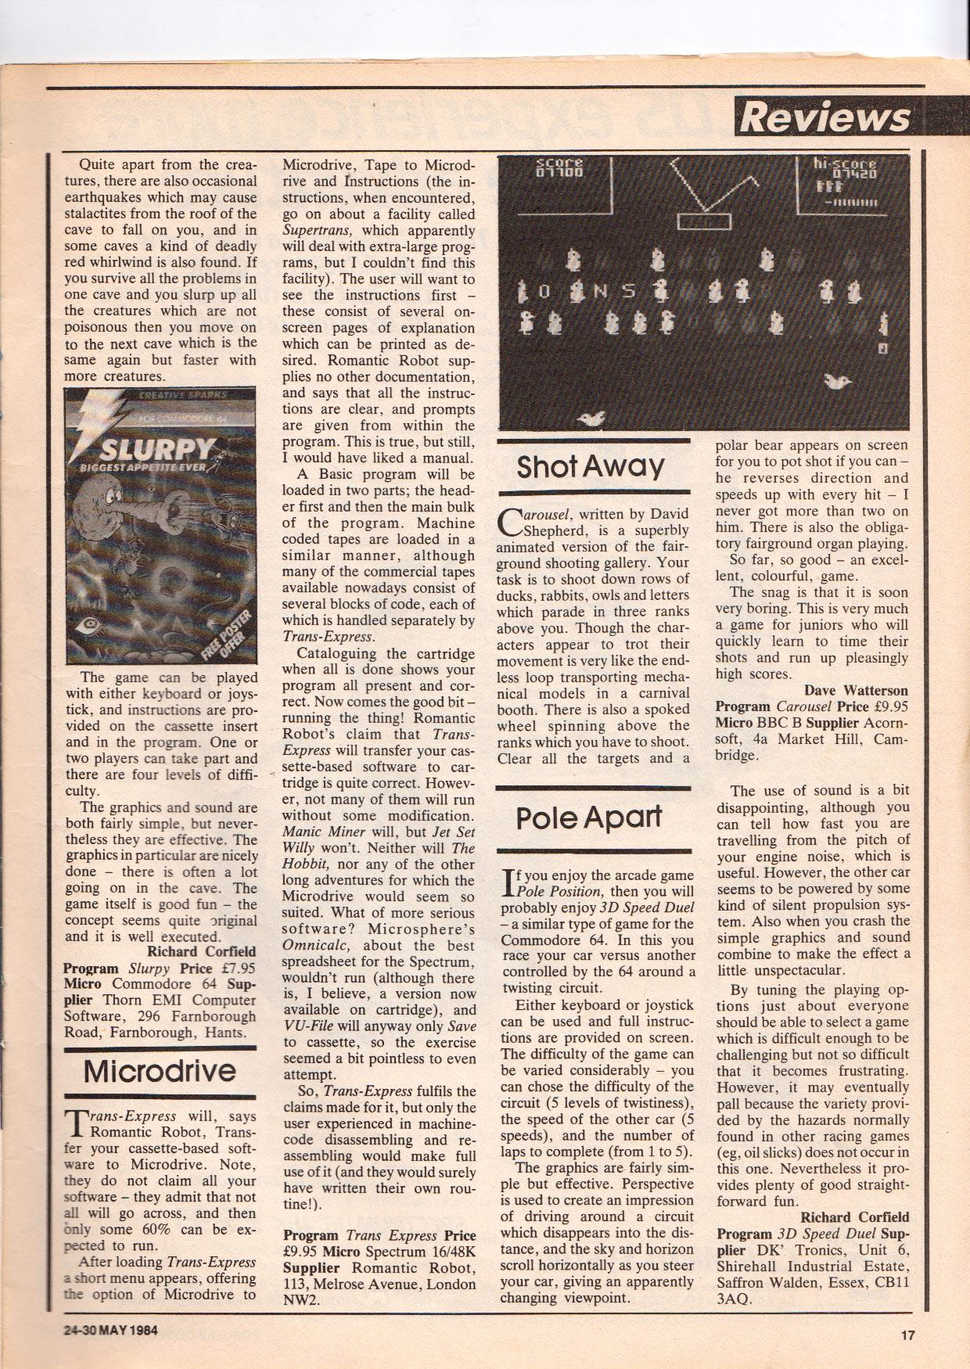 Reviews
Quite apart from the crea-
tures, there are also occasional
earthquakes which may cause
stalactites from the roof of the
cave to fall on you, and in
some caves a kind of deadly
red whirlwind is also found. If
you survive all the problems in
one cave and you slurp up all
the creatures which are not
poisonous then you move on
to the next cave which is the
same again but faster with
more creatures.
CREATIVE SPARKS
FOR COMMODORE 64
SLURPY
BIGGEST APPETITE EVER
FREE POSTER
OFFER
The game can be played
with either keyboard or joys-
tick, and instructions are pro-
vided on the cassette insert
and in the program. One or
two players can take part and
there are four levels of diffi-
culty.
The graphics and sound are
both fairly simple, but never-
theless they are effective. The
graphics in particular are nicely
done – there is often a lot
going on in the cave. The
game itself is good fun – the
concept seems quite original
and it is well executed.
Richard Corfield
Program Slurpy Price £7.95
Micro Commodore 64 Sup-
plier Thorn EMI Computer
Software, 296 Farnborough
Road, Farnborough, Hants.
Microdrive
Trans-Express will, says
Romantic Robot, Trans-
fer your cassette-based soft-
ware to Microdrive. Note,
they do not claim all your
software – they admit that not
all will go across, and then
only some 60% can be ex-
pected to run.
After loading Trans-Express
a short menu appears, offering
the option of Microdrive to
Microdrive, Tape to Microd-
rive and Instructions (the in-
structions, when encountered,
go on about a facility called
Supertrans, which apparently
will deal with extra-large prog-
rams, but I couldn't find this
facility). The user will want to
see the instructions first –
these consist of several on-
screen pages of explanation
which can be printed as de-
sired. Romantic Robot sup-
plies no other documentation,
and says that all the instruc-
tions are clear, and prompts
are given from within the
program. This is true, but still,
I would have liked a manual.
A Basic program will be
loaded in two parts; the head-
er first and then the main bulk
of the program. Machine
coded tapes are loaded in a
similar manner, although
many of the commercial tapes
available nowadays consist of
several blocks of code, each of
which is handled separately by
Trans-Express.
Cataloguing the cartridge
when all is done shows your
program all present and cor-
rect. Now comes the good bit –
running the thing! Romantic
Robot's claim that Trans-
Express will transfer your cas-
sette-based software to car-
tridge is quite correct. Howev-
er, not many of them will run
without some modification.
Manic Miner will, but Jet Set
Willy won't. Neither will The
Hobbit, nor any of the other
long adventures for which the
Microdrive would seem so
suited. What of more serious
software? Microsphere's
Omnicalc, about the best
spreadsheet for the Spectrum,
wouldn't run (although there
is, I believe, a version now
available on cartridge), and
VU-File will anyway only Save
to cassette, so the exercise
seemed a bit pointless to even
attempt.
So, Trans-Express fulfils the
claims made for it, but only the
user experienced in machine-
code disassembling and re-
assembling would make full
use of it (and they would surely
have written their own rou-
tine!).
Program Trans Express Price
£9.95 Micro Spectrum 16/48K
Supplier Romantic Robot,
113, Melrose Avenue, London
NW2.
score
07700
hi-score
07420
O N S
Shot Away
Carousel, written by David
Shepherd, is a superbly
animated version of the fair-
ground shooting gallery. Your
task is to shoot down rows of
ducks, rabbits, owls and letters
which parade in three ranks
above you. Though the char-
acters appear to trot their
movement is very like the end-
less loop transporting mecha-
nical models in a carnival
booth. There is also a spoked
wheel spinning above the
ranks which you have to shoot.
Clear all the targets and a
polar bear appears on screen
for you to pot shot if you can –
he reverses direction and
speeds up with every hit – I
never got more than two on
him. There is also the obliga-
tory fairground organ playing.
So far, so good – an excel-
lent, colourful, game.
The snag is that it is soon
very boring. This is very much
a game for juniors who will
quickly learn to time their
shots and run up pleasingly
high scores.
Dave Watterson
Program Carousel Price £9.95
Micro BBC B Supplier Acorn-
soft, 4a Market Hill, Cam-
bridge.
Pole Apart
If you enjoy the arcade game
Pole Position, then you will
probably enjoy 3D Speed Duel
– a similar type of game for the
Commodore 64. In this you
race your car versus another
controlled by the 64 around a
twisting circuit.
Either keyboard or joystick
can be used and full instruc-
tions are provided on screen.
The difficulty of the game can
be varied considerably – you
can chose the difficulty of the
circuit (5 levels of twistiness),
the speed of the other car (5
speeds), and the number of
laps to complete (from 1 to 5).
The graphics are fairly sim-
ple but effective. Perspective
is used to create an impression
of driving around a circuit
which disappears into the dis-
tance, and the sky and horizon
scroll horizontally as you steer
your car, giving an apparently
changing viewpoint.
The use of sound is a bit
disappointing, although you
can tell how fast you are
travelling from the pitch of
your engine noise, which is
useful. However, the other car
seems to be powered by some
kind of silent propulsion sys-
tem. Also when you crash the
simple graphics and sound
combine to make the effect a
little unspectacular.
By tuning the playing op-
tions just about everyone
should be able to select a game
which is difficult enough to be
challenging but not so difficult
that it becomes frustrating.
However, it may eventually
pall because the variety provi-
ded by the hazards normally
found in other racing games
(eg, oil slicks) does not occur in
this one. Nevertheless it pro-
vides plenty of good straight-
forward fun.
Richard Corfield
Program 3D Speed Duel Sup-
plier DK' Tronics, Unit 6,
Shirehall Industrial Estate,
Saffron Walden, Essex, CB11
3AQ.
24-30 MAY 1984
17